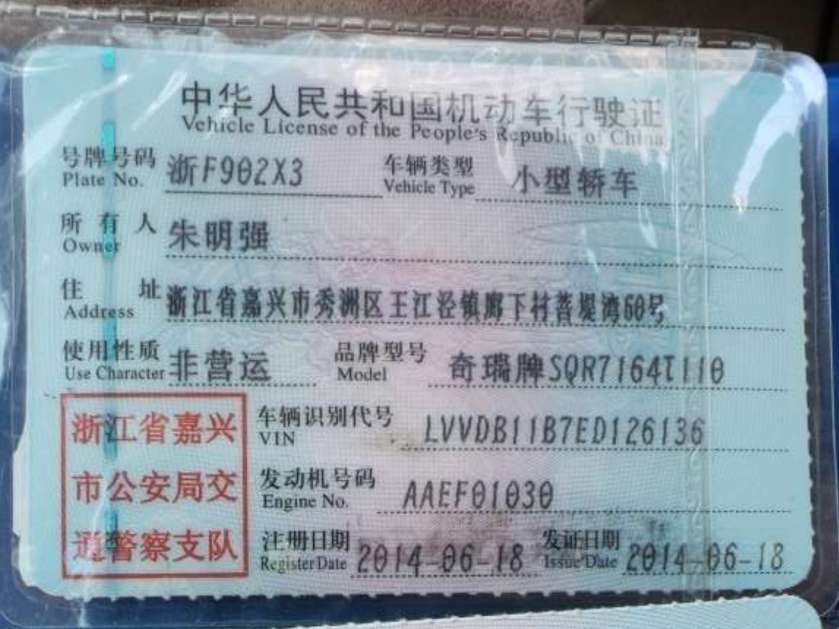 中华人民共和国机动车行驶证
Vehicle License of the People's Republic of China
号牌号码 浙F902X3 车辆类型 小型轿车
Plate No. Vehicle Type
所有人 朱明强
Owner
住址 浙江省嘉兴市秀洲区王江泾镇廊下村菩堤湾60号
Address
使用性质 非营运 品牌型号 奇瑞牌SQR7164T110
Use Character Model
浙江省嘉兴 车辆识别代号 LVVDB11B7ED126136
VIN
市公安局交 发动机号码 AAEF01030
Engine No.
通警察支队 注册日期 2014-06-18 发证日期 2014-06-18
Register Date Issue Date